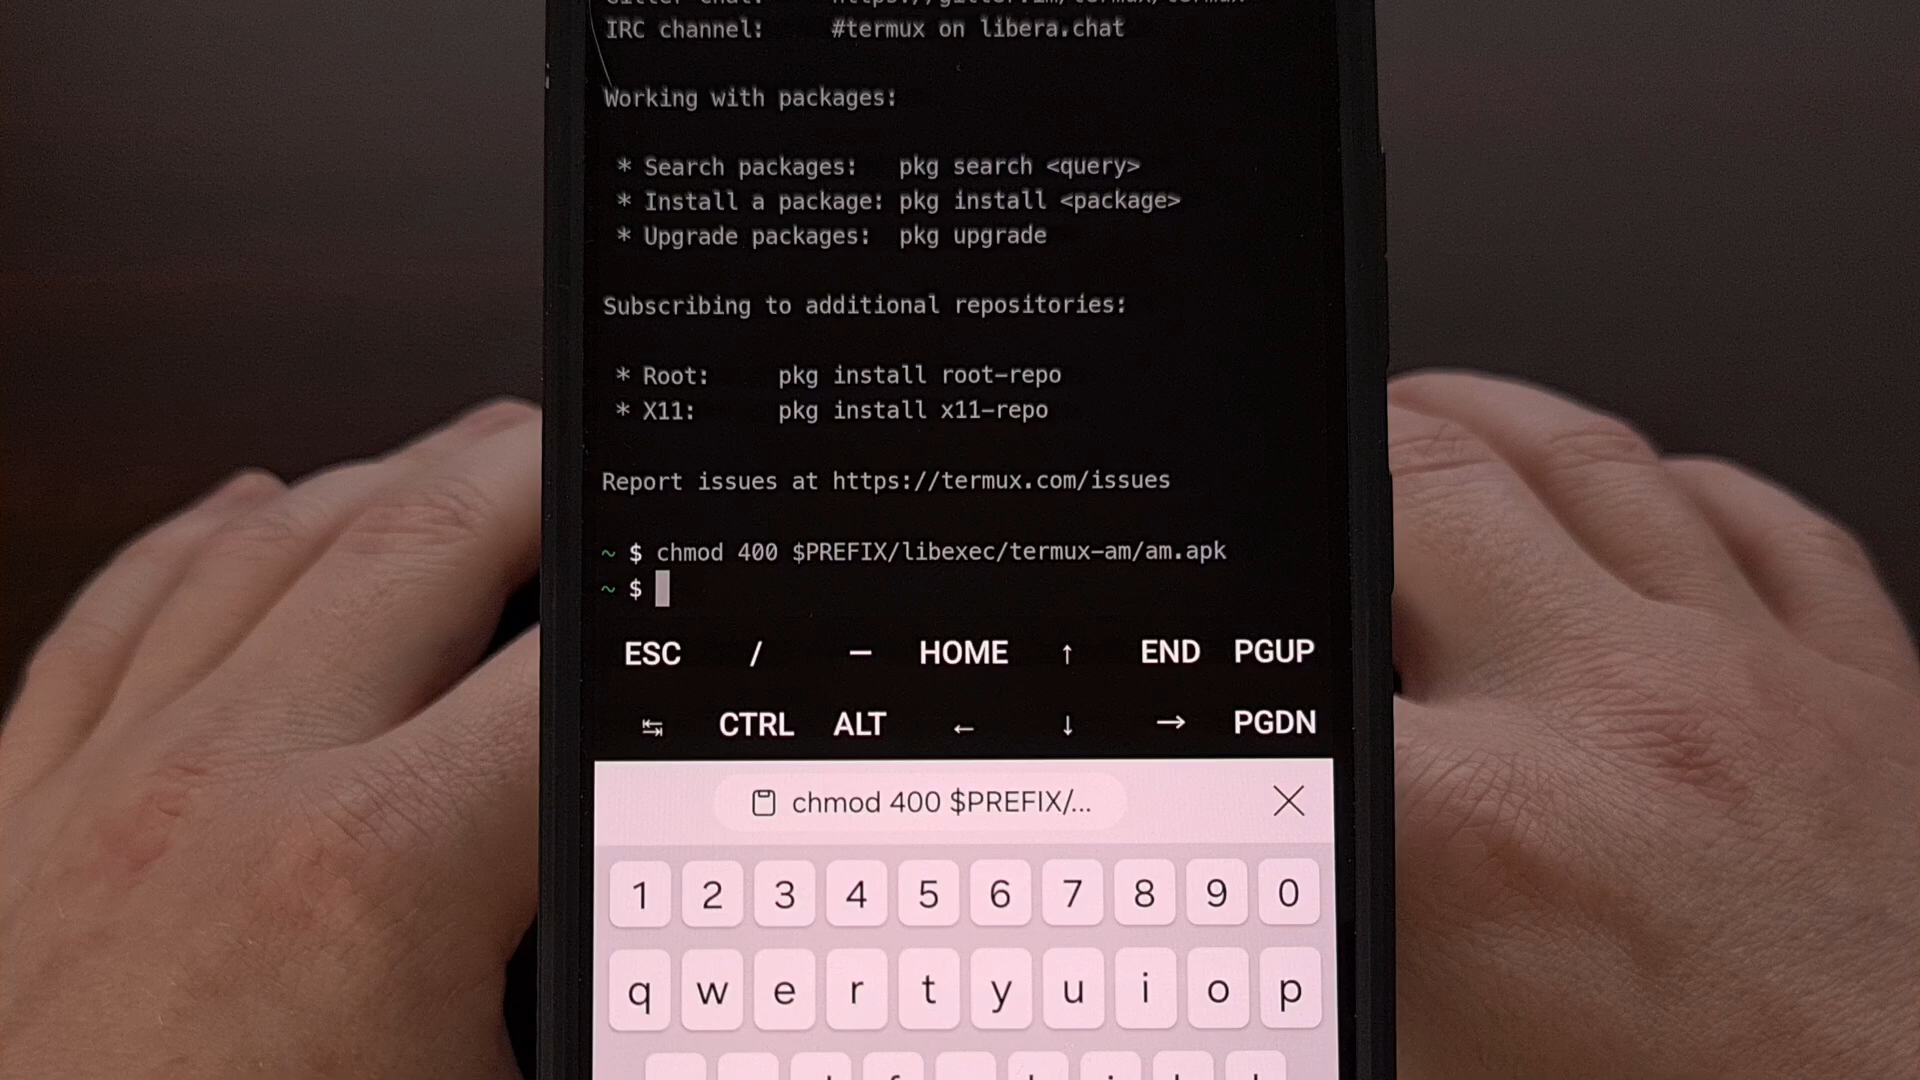 IRC channel: #termux on libera.chat
Working with packages:
* Search packages: pkg search <query>
* Install a package: pkg install <package>
* Upgrade packages: pkg upgrade
Subscribing to additional repositories:
* Root: pkg install root-repo
* X11: pkg install x11-repo
Report issues at https://termux.com/issues
~ $ chmod 400 $PREFIX/libexec/termux-am/am.apk
~ $
ESC / — HOME ↑ END PGUP
↹ CTRL ALT ← ↓ → PGDN
chmod 400 $PREFIX/...
1 2 3 4 5 6 7 8 9 0
q w e r t y u i o p